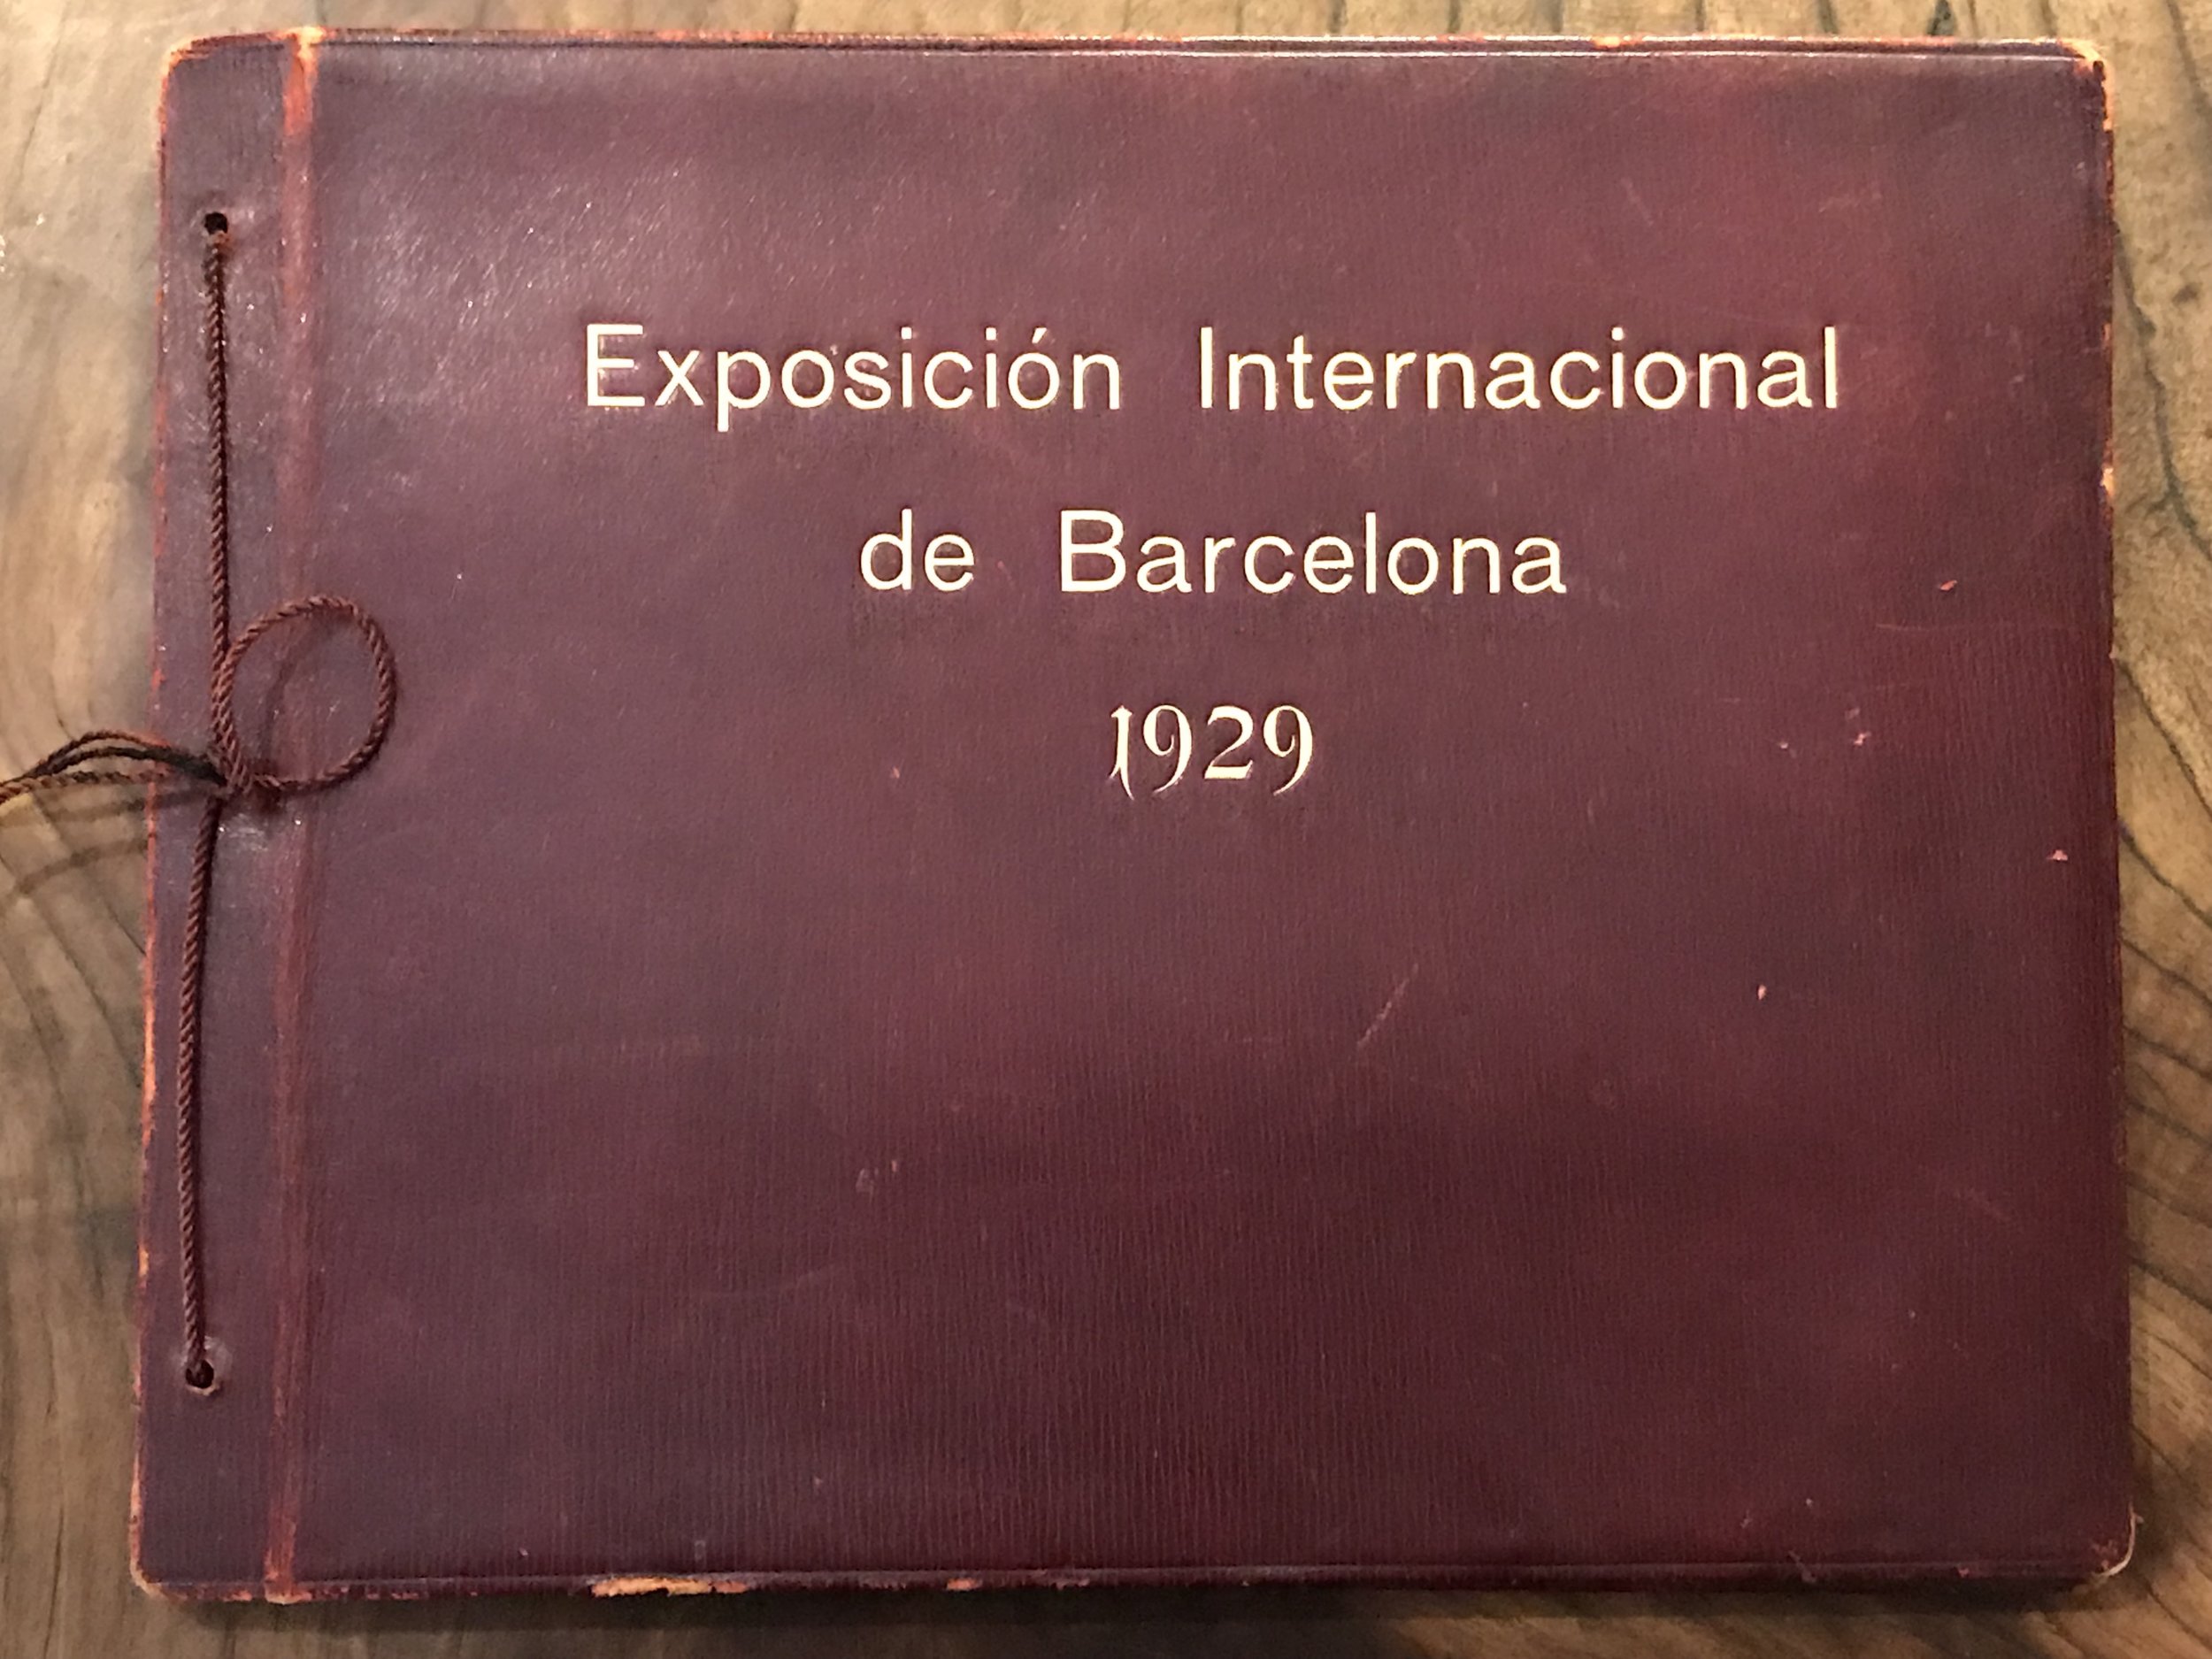 Exposición Internacional
de Barcelona
1929